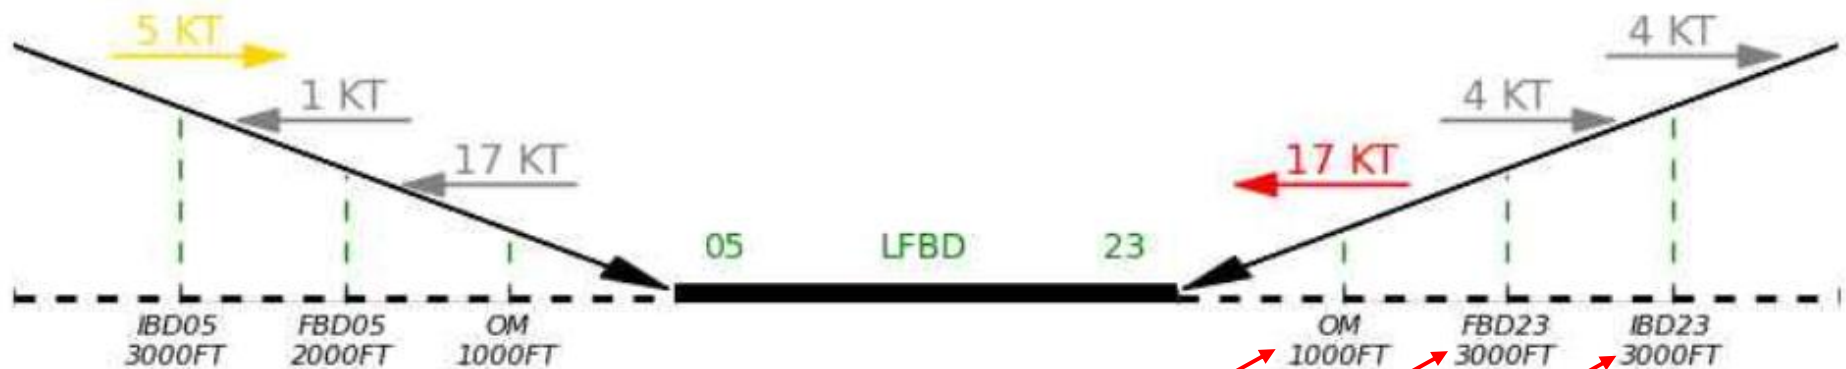 5 KT
4 KT
1 KT
4 KT
17 KT
17 KT
05 LFBD 23
IBD05 FBD05 OM OM FBD23 IBD23
3000FT 2000FT 1000FT 1000FT 3000FT 3000FT